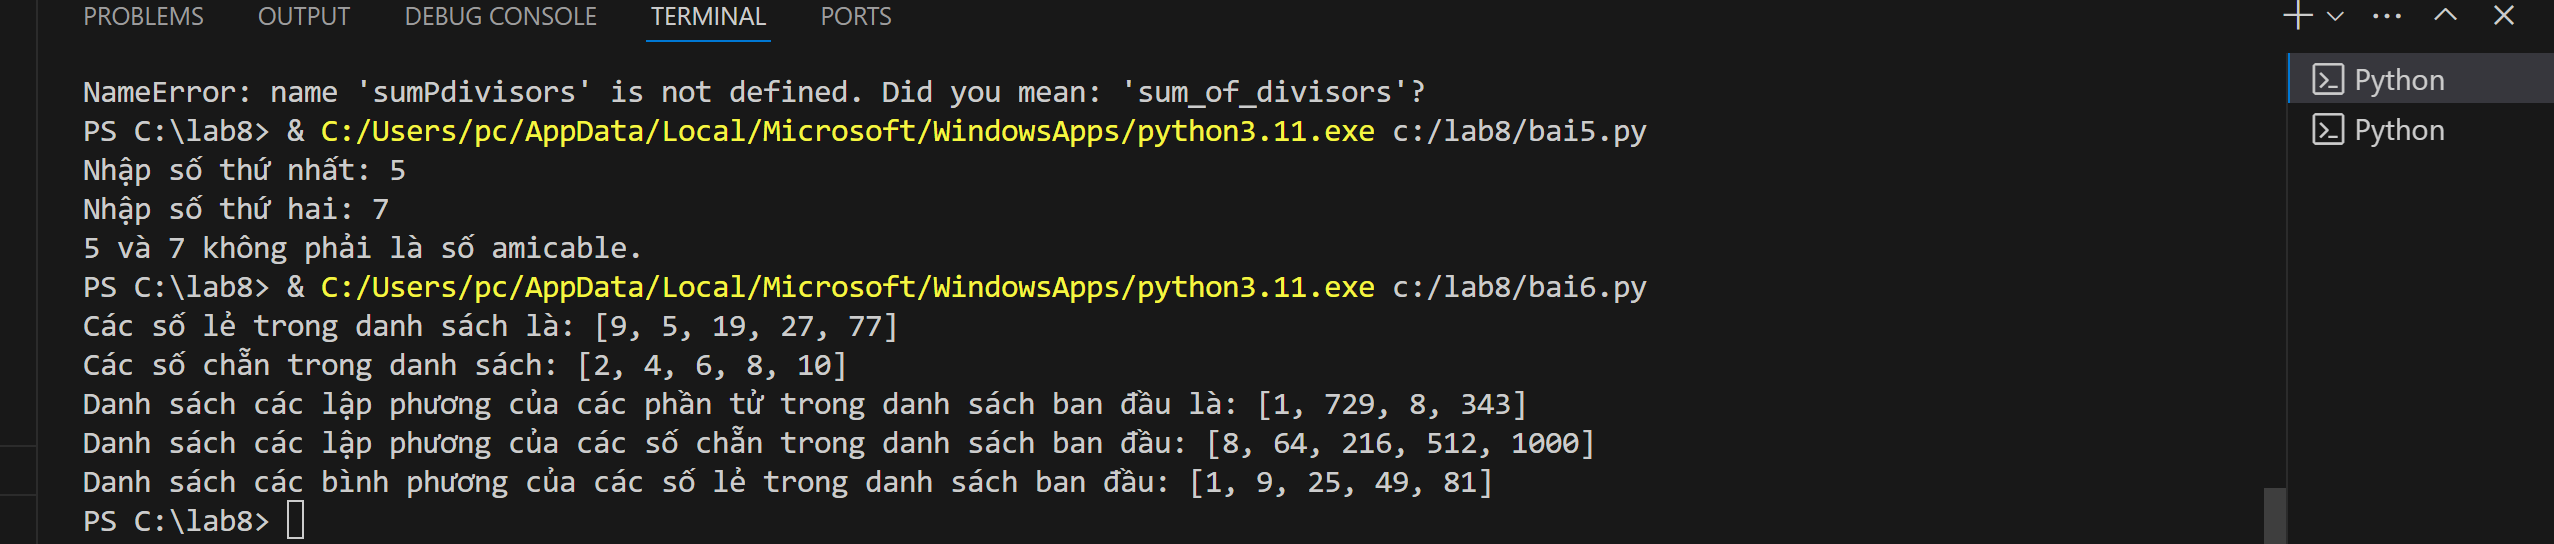 PROBLEMS OUTPUT DEBUG CONSOLE TERMINAL PORTS
NameError: name 'sumPdivisors' is not defined. Did you mean: 'sum_of_divisors'?
PS C:\lab8> & C:/Users/pc/AppData/Local/Microsoft/WindowsApps/python3.11.exe c:/lab8/bai5.py
Nhập số thứ nhất: 5
Nhập số thứ hai: 7
5 và 7 không phải là số amicable.
PS C:\lab8> & C:/Users/pc/AppData/Local/Microsoft/WindowsApps/python3.11.exe c:/lab8/bai6.py
Các số lẻ trong danh sách là: [9, 5, 19, 27, 77]
Các số chẵn trong danh sách: [2, 4, 6, 8, 10]
Danh sách các lập phương của các phần tử trong danh sách ban đầu là: [1, 729, 8, 343]
Danh sách các lập phương của các số chẵn trong danh sách ban đầu: [8, 64, 216, 512, 1000]
Danh sách các bình phương của các số lẻ trong danh sách ban đầu: [1, 9, 25, 49, 81]
PS C:\lab8>
Python
Python